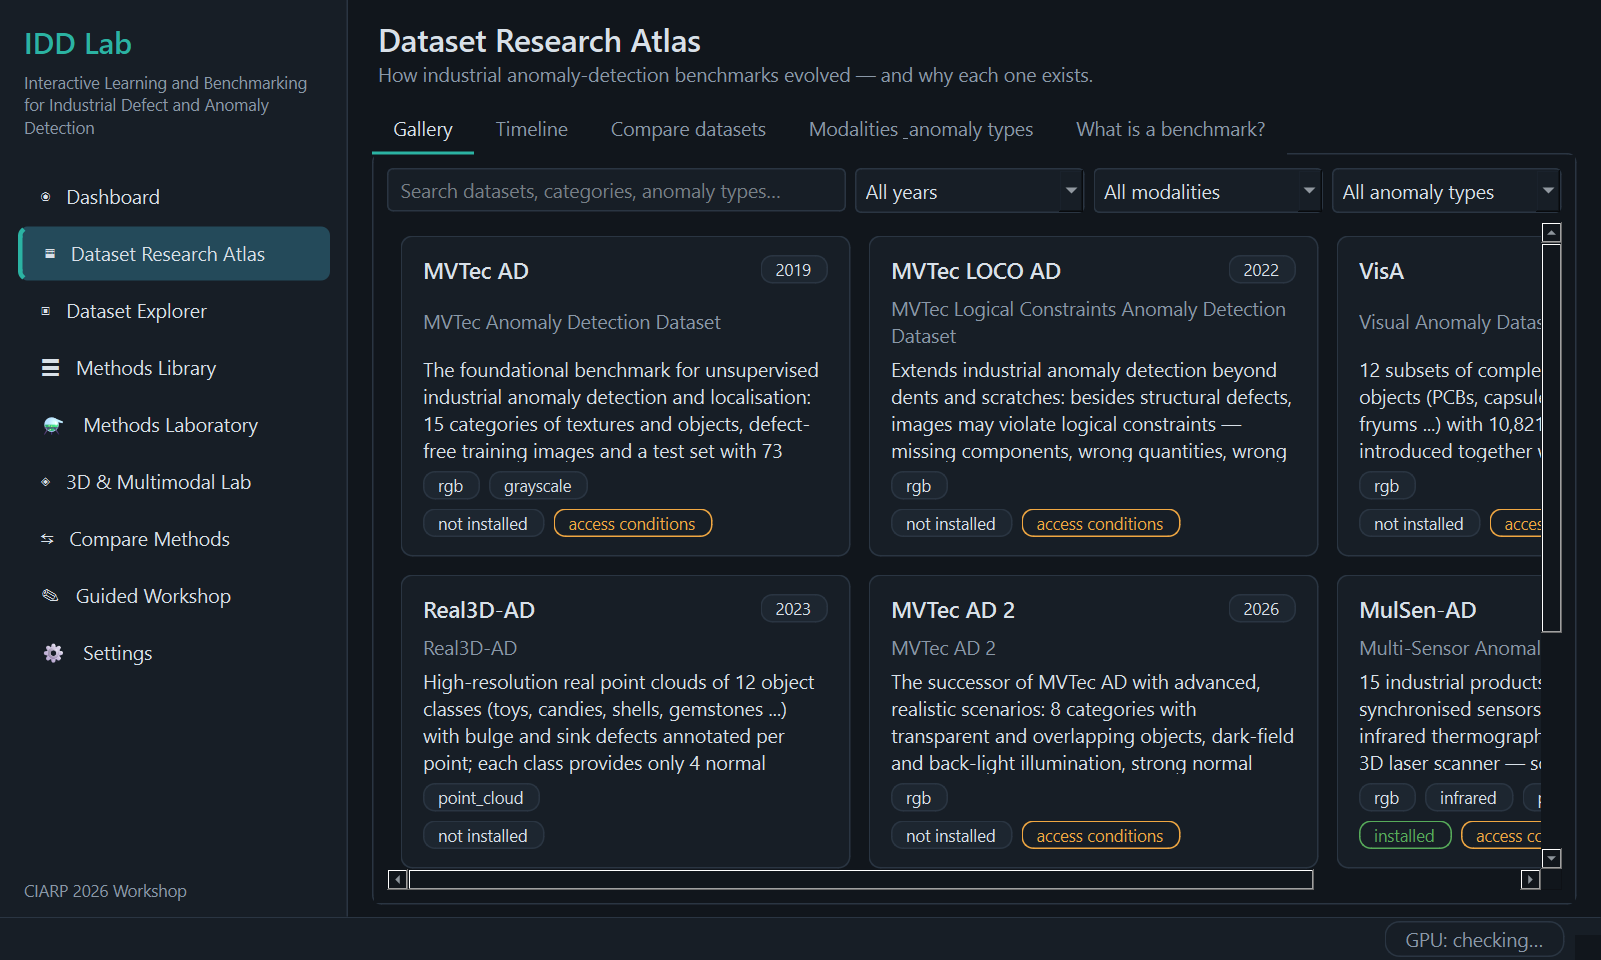 IDD Lab
Interactive Learning and Benchmarking
for Industrial Defect and Anomaly
Detection
Dashboard
Dataset Research Atlas
Dataset Explorer
Methods Library
Methods Laboratory
3D & Multimodal Lab
Compare Methods
Guided Workshop
Settings
CIARP 2026 Workshop
Dataset Research Atlas
How industrial anomaly-detection benchmarks evolved — and why each one exists.
Gallery
Timeline
Compare datasets
Modalities _anomaly types
What is a benchmark?
Search datasets, categories, anomaly types...
All years
All modalities
All anomaly types
MVTec AD
2019
MVTec Anomaly Detection Dataset
The foundational benchmark for unsupervised
industrial anomaly detection and localisation:
15 categories of textures and objects, defect-
free training images and a test set with 73
rgb
grayscale
not installed
access conditions
MVTec LOCO AD
2022
MVTec Logical Constraints Anomaly Detection
Dataset
Extends industrial anomaly detection beyond
dents and scratches: besides structural defects,
images may violate logical constraints —
missing components, wrong quantities, wrong
rgb
not installed
access conditions
VisA
Visual Anomaly Datas
12 subsets of comple
objects (PCBs, capsul
fryums ...) with 10,821
introduced together
rgb
not installed
acces
Real3D-AD
2023
Real3D-AD
High-resolution real point clouds of 12 object
classes (toys, candies, shells, gemstones ...)
with bulge and sink defects annotated per
point; each class provides only 4 normal
point_cloud
not installed
MVTec AD 2
2026
MVTec AD 2
The successor of MVTec AD with advanced,
realistic scenarios: 8 categories with
transparent and overlapping objects, dark-field
and back-light illumination, strong normal
rgb
not installed
access conditions
MulSen-AD
Multi-Sensor Anomal
15 industrial products
synchronised sensors
infrared thermograph
3D laser scanner — s
rgb
infrared
installed
access co
GPU: checking...